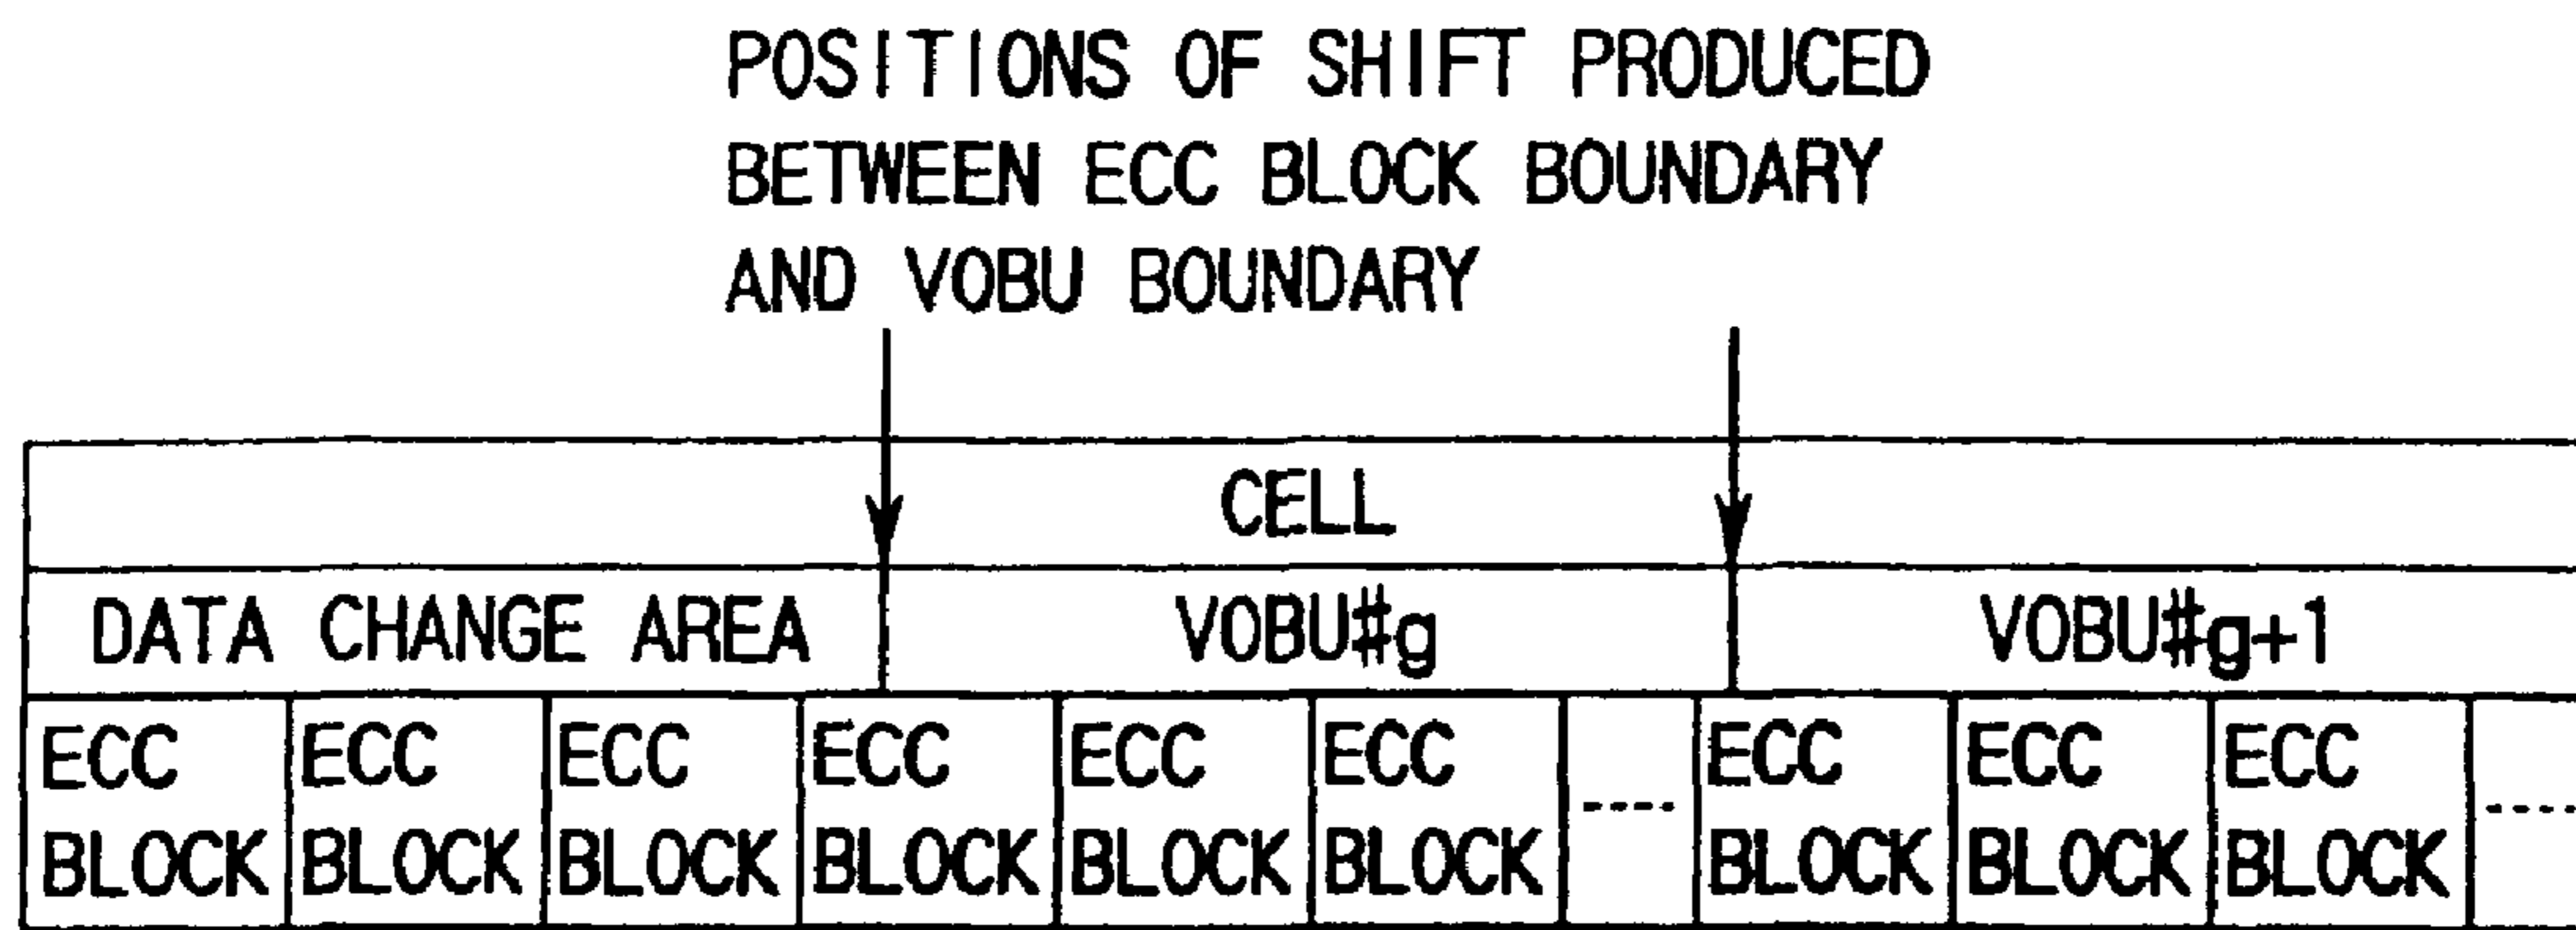 POSITIONS OF SHIFT PRODUCED
BETWEEN ECC BLOCK BOUNDARY
AND VOBU BOUNDARY
CELL
DATA CHANGE AREA VOBU#g VOBU#g+1
ECC ECC ECC ECC ECC ECC ---- ECC ECC ECC ----
BLOCK BLOCK BLOCK BLOCK BLOCK BLOCK BLOCK BLOCK BLOCK